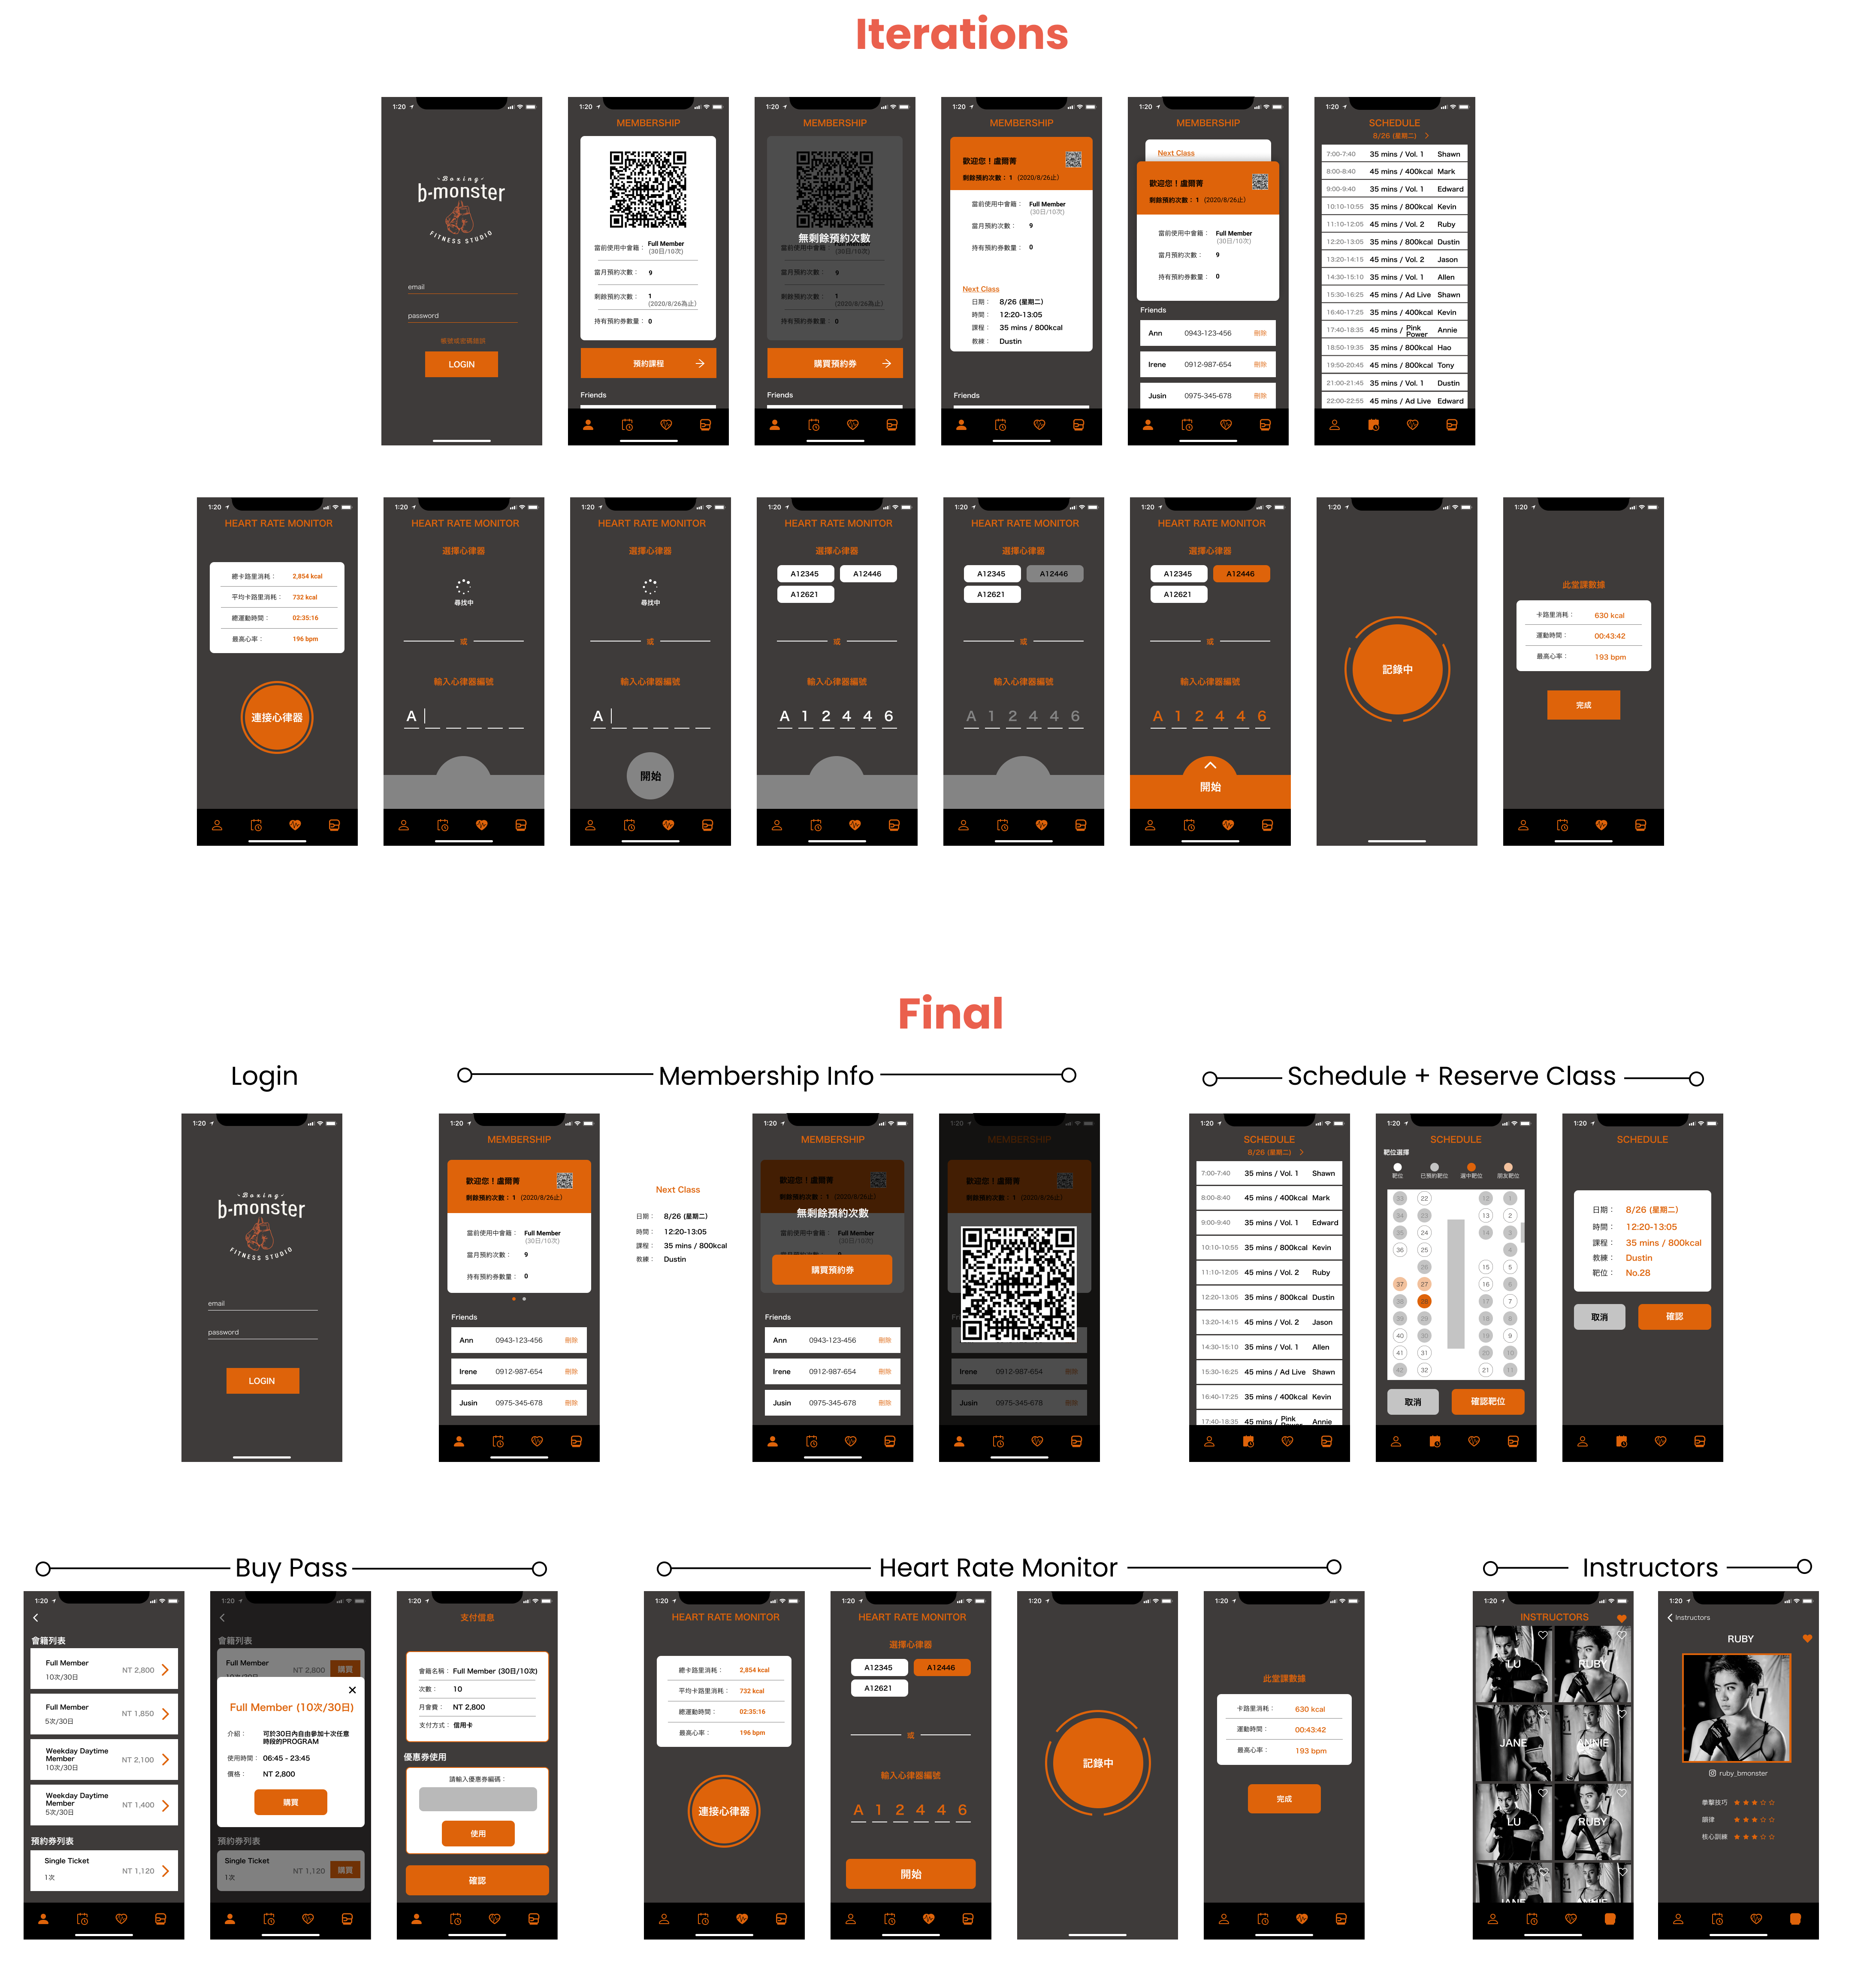 Iterations
1:20
~Boxing~
b-monster
FITNESS STUDIO
email
password
帳號或密碼錯誤
LOGIN
1:20
MEMBERSHIP
當前使用中會籍： Full Member
(30日/10次)
當月預約次數： 9
剩餘預約次數： 1
(2020/8/26為止)
持有預約券數量： 0
預約課程
Friends
1:20
MEMBERSHIP
無剩餘預約次數
當前使用中會籍： Full Member
(30日/10次)
當月預約次數： 9
剩餘預約次數： 1
(2020/8/26為止)
持有預約券數量： 0
購買預約券
Friends
1:20
MEMBERSHIP
歡迎您！盧爾菁
剩餘預約次數： 1 (2020/8/26止)
當前使用中會籍： Full Member
(30日/10次)
當月預約次數： 9
持有預約券數量： 0
Next Class
日期： 8/26 (星期二)
時間： 12:20-13:05
課程： 35 mins / 800kcal
教練： Dustin
Friends
1:20
MEMBERSHIP
Next Class
歡迎您！盧爾菁
剩餘預約次數： 1 (2020/8/26止)
當前使用中會籍： Full Member
(30日/10次)
當月預約次數： 9
持有預約券數量： 0
Friends
Ann 0943-123-456 刪除
Irene 0912-987-654 刪除
Jusin 0975-345-678 刪除
1:20
SCHEDULE
8/26 (星期二)
7:00-7:40 35 mins / Vol. 1 Shawn
8:00-8:40 45 mins / 400kcal Mark
9:00-9:40 35 mins / Vol. 1 Edward
10:10-10:55 35 mins / 800kcal Kevin
11:10-12:05 45 mins / Vol. 2 Ruby
12:20-13:05 35 mins / 800kcal Dustin
13:20-14:15 45 mins / Vol. 2 Jason
14:30-15:10 35 mins / Vol. 1 Allen
15:30-16:25 45 mins / Ad Live Shawn
16:40-17:25 35 mins / 400kcal Kevin
17:40-18:35 45 mins / Pink Power Annie
18:50-19:35 35 mins / 800kcal Hao
19:50-20:45 45 mins / 800kcal Tony
21:00-21:45 35 mins / Vol. 1 Dustin
22:00-22:55 45 mins / Ad Live Edward
1:20
HEART RATE MONITOR
總卡路里消耗： 2,854 kcal
平均卡路里消耗： 732 kcal
總運動時間： 02:35:16
最高心率： 196 bpm
連接心律器
1:20
HEART RATE MONITOR
選擇心律器
尋找中
或
輸入心律器編號
A
1:20
HEART RATE MONITOR
選擇心律器
尋找中
或
輸入心律器編號
A
開始
1:20
HEART RATE MONITOR
選擇心律器
A12345 A12446
A12621
或
輸入心律器編號
A 1 2 4 4 6
1:20
HEART RATE MONITOR
選擇心律器
A12345 A12446
A12621
或
輸入心律器編號
A 1 2 4 4 6
1:20
HEART RATE MONITOR
選擇心律器
A12345 A12446
A12621
或
輸入心律器編號
A 1 2 4 4 6
開始
1:20
記錄中
1:20
此堂課數據
卡路里消耗： 630 kcal
運動時間： 00:43:42
最高心率： 193 bpm
完成
Final
Login
1:20
~Boxing~
b-monster
FITNESS STUDIO
email
password
LOGIN
Membership Info
1:20
MEMBERSHIP
歡迎您！盧爾菁
剩餘預約次數： 1 (2020/8/26止)
當前使用中會籍： Full Member
(30日/10次)
當月預約次數： 9
持有預約券數量： 0
Friends
Ann 0943-123-456 刪除
Irene 0912-987-654 刪除
Jusin 0975-345-678 刪除
Next Class
日期： 8/26 (星期二)
時間： 12:20-13:05
課程： 35 mins / 800kcal
教練： Dustin
1:20
MEMBERSHIP
歡迎您！盧爾菁
剩餘預約次數： 1 (2020/8/26止)
無剩餘預約次數
當前使用中會籍： Full Member
(30日/10次)
購買預約券
持有預約券數量： 0
Friends
Ann 0943-123-456 刪除
Irene 0912-987-654 刪除
Jusin 0975-345-678 刪除
1:20
MEMBERSHIP
歡迎您！盧爾菁
剩餘預約次數： 1 (2020/8/26止)
Irene 0912-987-654 刪除
Jusin 0975-345-678 刪除
Schedule + Reserve Class
1:20
SCHEDULE
8/26 (星期二)
7:00-7:40 35 mins / Vol. 1 Shawn
8:00-8:40 45 mins / 400kcal Mark
9:00-9:40 35 mins / Vol. 1 Edward
10:10-10:55 35 mins / 800kcal Kevin
11:10-12:05 45 mins / Vol. 2 Ruby
12:20-13:05 35 mins / 800kcal Dustin
13:20-14:15 45 mins / Vol. 2 Jason
14:30-15:10 35 mins / Vol. 1 Allen
15:30-16:25 45 mins / Ad Live Shawn
16:40-17:25 35 mins / 400kcal Kevin
17:40-18:35 45 mins / Pink Power Annie
1:20
SCHEDULE
靶位選擇
靶位 已預約靶位 選中靶位 朋友靶位
33 22 12 1
34 23 13 2
35 24 14 3
36 25 4
26 15 5
37 27 16 6
38 28 17 7
39 29 18 8
40 30 19 9
41 31 20 10
42 32 21 11
取消 確認靶位
1:20
SCHEDULE
日期： 8/26 (星期二)
時間： 12:20-13:05
課程： 35 mins / 800kcal
教練： Dustin
靶位： No.28
取消 確認
Buy Pass
1:20
會籍列表
Full Member
10次/30日 NT 2,800
Full Member
5次/30日 NT 1,850
Weekday Daytime
Member
10次/30日 NT 2,100
Weekday Daytime
Member
5次/30日 NT 1,400
預約券列表
Single Ticket
1次 NT 1,120
1:20
會籍列表
Full Member
NT 2,800 購買
Full Member (10次/30日)
介紹： 可於30日內自由參加十次任意
時段的PROGRAM
使用時間： 06:45 - 23:45
價格： NT 2,800
購買
預約券列表
Single Ticket
1次 NT 1,120 購買
1:20
支付信息
會籍名稱： Full Member (30日/10次)
次數： 10
月會費： NT 2,800
支付方式： 信用卡
優惠券使用
請輸入優惠券編碼：
使用
確認
Heart Rate Monitor
1:20
HEART RATE MONITOR
總卡路里消耗： 2,854 kcal
平均卡路里消耗： 732 kcal
總運動時間： 02:35:16
最高心率： 196 bpm
連接心律器
1:20
HEART RATE MONITOR
選擇心律器
A12345 A12446
A12621
或
輸入心律器編號
A 1 2 4 4 6
開始
1:20
記錄中
1:20
此堂課數據
卡路里消耗： 630 kcal
運動時間： 00:43:42
最高心率： 193 bpm
完成
Instructors
1:20
INSTRUCTORS
LU RUBY
JANE ANNIE
LU RUBY
JANE ANNIE
1:20
Instructors
RUBY
ruby_bmonster
拳擊技巧
韻律
核心訓練